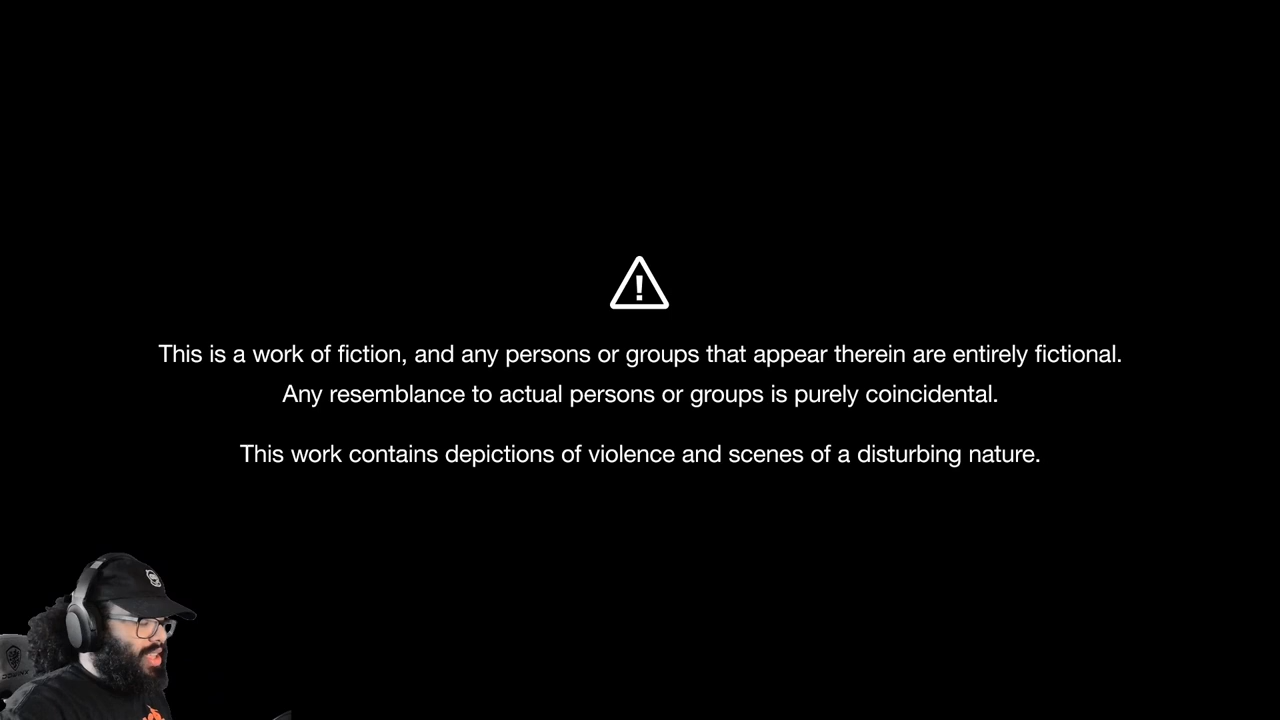 This is a work of fiction, and any persons or groups that appear therein are entirely fictional.
Any resemblance to actual persons or groups is purely coincidental.
This work contains depictions of violence and scenes of a disturbing nature.